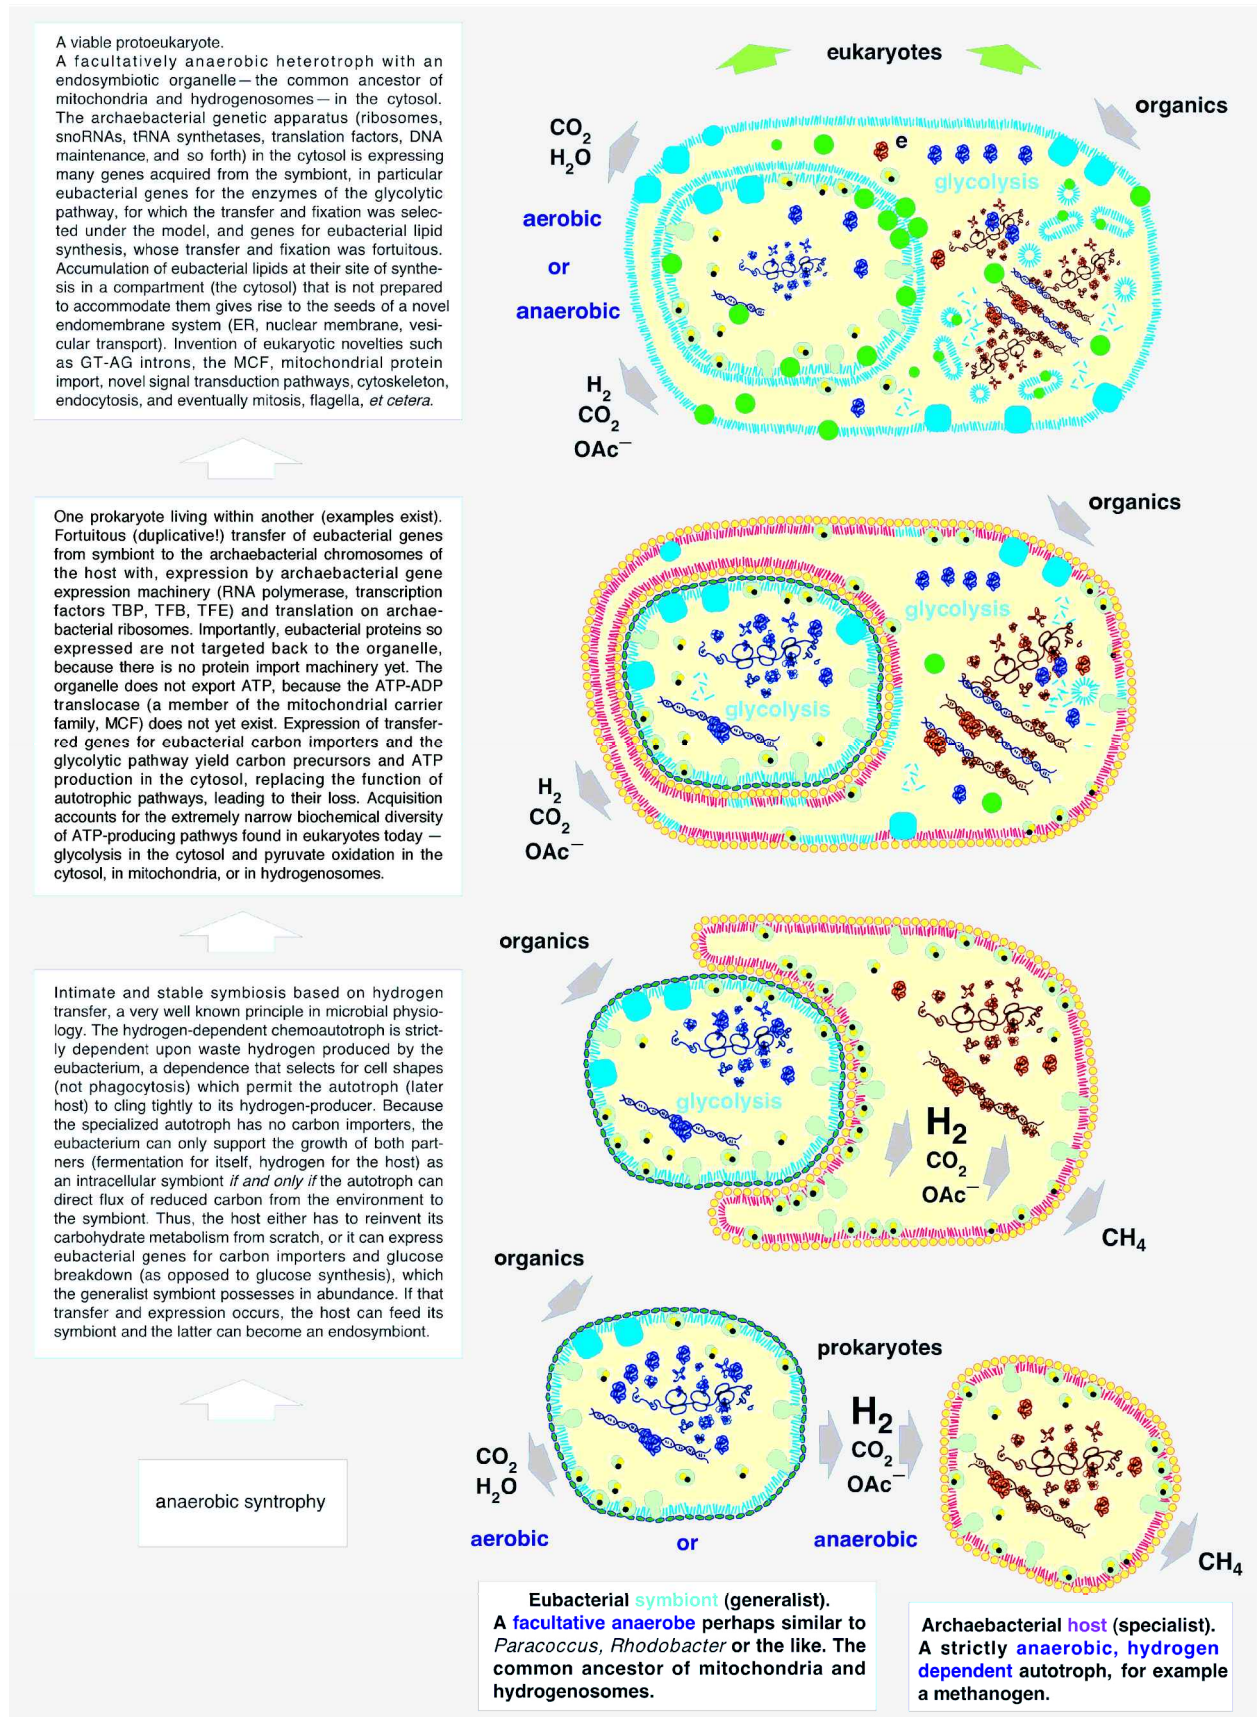 A viable protoeukaryote.
A facultatively anaerobic heterotroph with an
endosymbiotic organelle — the common ancestor of
mitochondria and hydrogenosomes — in the cytosol.
The archaebacterial genetic apparatus (ribosomes,
snoRNAs, tRNA synthetases, translation factors, DNA
maintenance, and so forth) in the cytosol is expressing
many genes acquired from the symbiont, in particular
eubacterial genes for the enzymes of the glycolytic
pathway, for which the transfer and fixation was selec-
ted under the model, and genes for eubacterial lipid
synthesis, whose transfer and fixation was fortuitous.
Accumulation of eubacterial lipids at their site of synthe-
sis in a compartment (the cytosol) that is not prepared
to accommodate them gives rise to the seeds of a novel
endomembrane system (ER, nuclear membrane, vesi-
cular transport). Invention of eukaryotic novelties such
as GT-AG introns, the MCF, mitochondrial protein
import, novel signal transduction pathways, cytoskeleton,
endocytosis, and eventually mitosis, flagella, et cetera.
eukaryotes
organics
CO2
H2O
e
glycolysis
aerobic
or
anaerobic
H2
CO2
OAc−
One prokaryote living within another (examples exist).
Fortuitous (duplicative!) transfer of eubacterial genes
from symbiont to the archaebacterial chromosomes of
the host with, expression by archaebacterial gene
expression machinery (RNA polymerase, transcription
factors TBP, TFB, TFE) and translation on archae-
bacterial ribosomes. Importantly, eubacterial proteins so
expressed are not targeted back to the organelle,
because there is no protein import machinery yet. The
organelle does not export ATP, because the ATP-ADP
translocase (a member of the mitochondrial carrier
family, MCF) does not yet exist. Expression of transfer-
red genes for eubacterial carbon importers and the
glycolytic pathway yield carbon precursors and ATP
production in the cytosol, replacing the function of
autotrophic pathways, leading to their loss. Acquisition
accounts for the extremely narrow biochemical diversity
of ATP-producing pathwys found in eukaryotes today —
glycolysis in the cytosol and pyruvate oxidation in the
cytosol, in mitochondria, or in hydrogenosomes.
organics
glycolysis
glycolysis
H2
CO2
OAc−
Intimate and stable symbiosis based on hydrogen
transfer, a very well known principle in microbial physio-
logy. The hydrogen-dependent chemoautotroph is strict-
ly dependent upon waste hydrogen produced by the
eubacterium, a dependence that selects for cell shapes
(not phagocytosis) which permit the autotroph (later
host) to cling tightly to its hydrogen-producer. Because
the specialized autotroph has no carbon importers, the
eubacterium can only support the growth of both part-
ners (fermentation for itself, hydrogen for the host) as
an intracellular symbiont if and only if the autotroph can
direct flux of reduced carbon from the environment to
the symbiont. Thus, the host either has to reinvent its
carbohydrate metabolism from scratch, or it can express
eubacterial genes for carbon importers and glucose
breakdown (as opposed to glucose synthesis), which
the generalist symbiont possesses in abundance. If that
transfer and expression occurs, the host can feed its
symbiont and the latter can become an endosymbiont.
organics
glycolysis
H2
CO2
OAc−
CH4
anaerobic syntrophy
organics
prokaryotes
CO2
H2O
H2
CO2
OAc−
CH4
aerobic
or
anaerobic
Eubacterial symbiont (generalist).
A facultative anaerobe perhaps similar to
Paracoccus, Rhodobacter or the like. The
common ancestor of mitochondria and
hydrogenosomes.
Archaebacterial host (specialist).
A strictly anaerobic, hydrogen
dependent autotroph, for example
a methanogen.